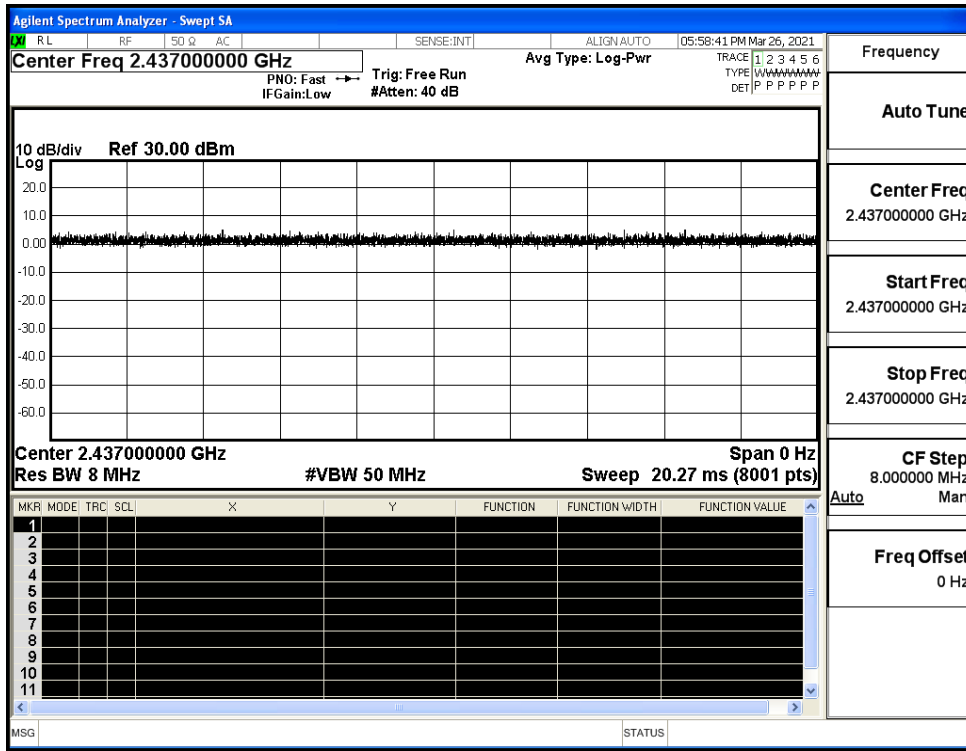 Agilent Spectrum Analyzer - Swept SA
LXI RL RF 50 Ω AC SENSE:INT ALIGN AUTO 05:58:41 PM Mar 26, 2021
Center Freq 2.437000000 GHz
PNO: Fast
IFGain:Low
Trig: Free Run
#Atten: 40 dB
Avg Type: Log-Pwr
TRACE 1 2 3 4 5 6
TYPE
DET P P P P P P
10 dB/div Ref 30.00 dBm
Log
20.0
10.0
0.00
-10.0
-20.0
-30.0
-40.0
-50.0
-60.0
Center 2.437000000 GHz Span 0 Hz
Res BW 8 MHz #VBW 50 MHz Sweep 20.27 ms (8001 pts)
MKR MODE TRC SCL X Y FUNCTION FUNCTION WIDTH FUNCTION VALUE
1
2
3
4
5
6
7
8
9
10
11
MSG STATUS
Frequency
Auto Tune
Center Freq
2.437000000 GHz
Start Freq
2.437000000 GHz
Stop Freq
2.437000000 GHz
CF Step
8.000000 MHz
Auto Man
Freq Offset
0 Hz